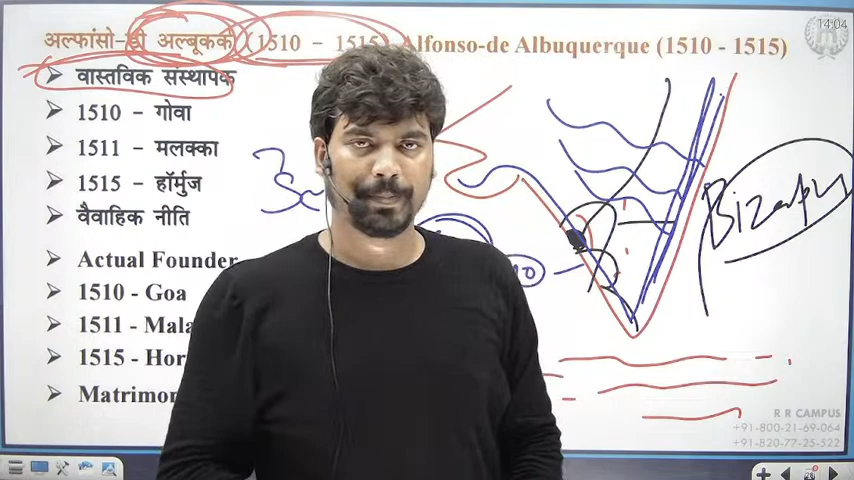 14:04
अल्फांसो-डी अल्बूकर्क (1510 – 1515) Alfonso-de Albuquerque (1510 - 1515)
➤ वास्तविक संस्थापक
➤ 1510 – गोवा
➤ 1511 – मलक्का
➤ 1515 – हॉर्मुज
➤ वैवाहिक नीति
➤ Actual Founder
➤ 1510 - Goa
➤ 1511 - Mala
➤ 1515 - Hor
➤ Matrimon
Bizapur
R R CAMPUS
+91-800-21-69-064
+91-820-77-25-522